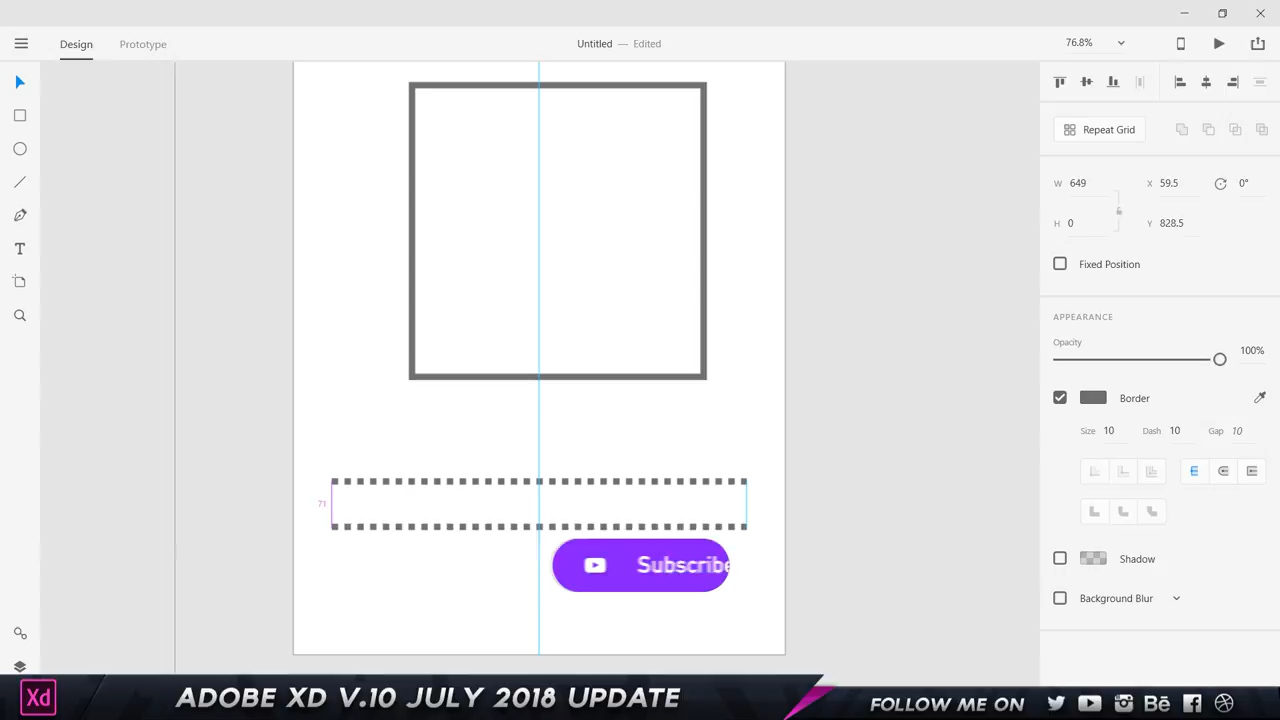 Design Prototype Untitled — Edited 76.8%
Repeat Grid
W 649 X 59.5 0°
H 0 Y 828.5
Fixed Position
APPEARANCE
Opacity
100%
Border
Size 10 Dash 10 Gap 10
71
Subscribe
Shadow
Background Blur
Xd ADOBE XD V.10 JULY 2018 UPDATE
FOLLOW ME ON Bē